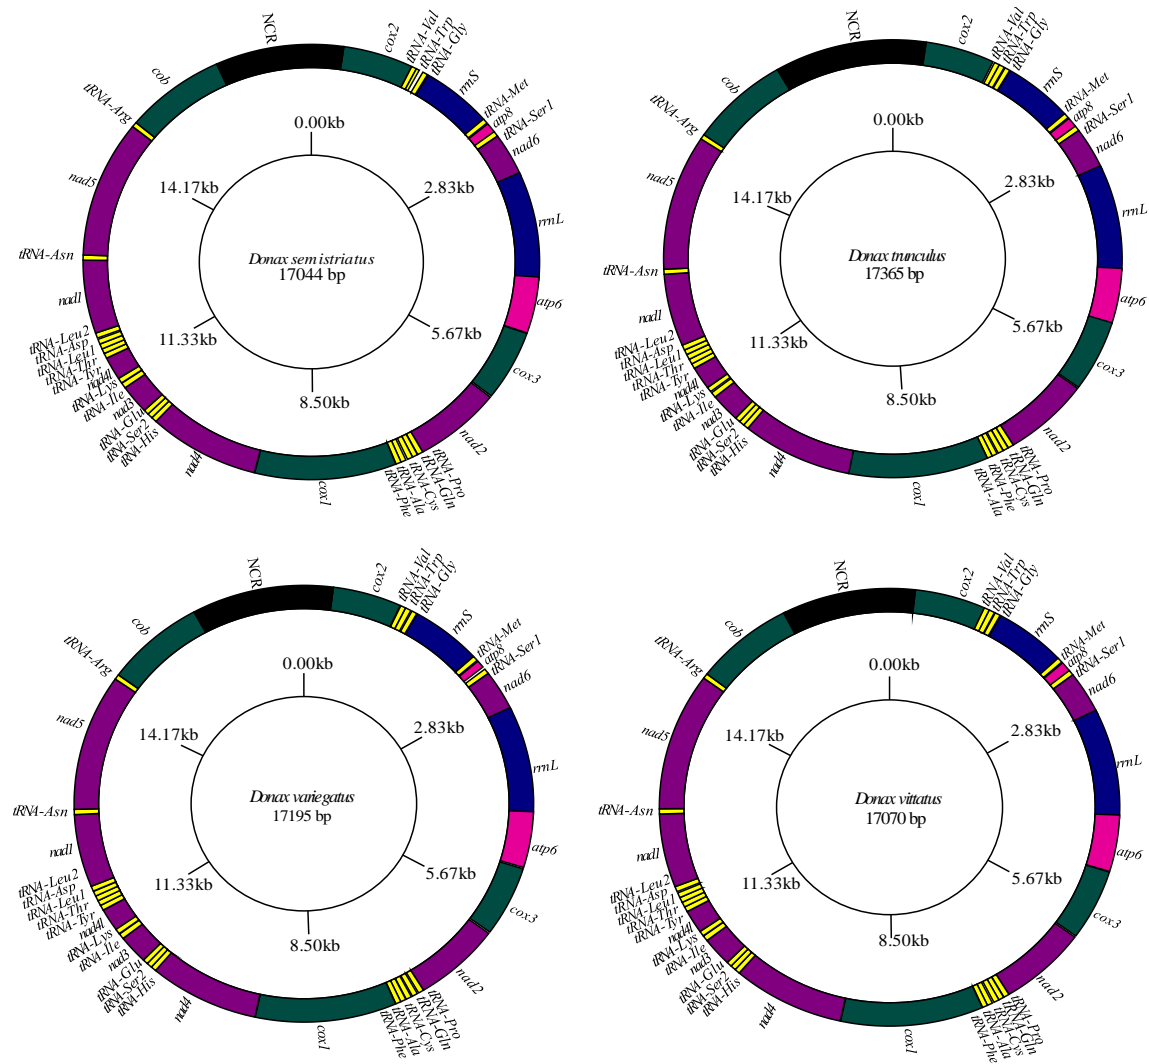 NCR
cox2
tRNA-Val
tRNA-Trp
tRNA-Gly
rrnS
tRNA-Met
atp8
tRNA-Ser1
nad6
rrnL
atp6
cox3
nad2
tRNA-Pro
tRNA-Gln
tRNA-Cys
tRNA-Ala
tRNA-Phe
cox1
nad4
tRNA-His
tRNA-Ser2
tRNA-Glu
nad3
tRNA-Ile
tRNA-Lys
nad4l
tRNA-Tyr
tRNA-Thr
tRNA-Leu1
tRNA-Asp
tRNA-Leu2
nad1
tRNA-Asn
nad5
tRNA-Arg
cob
0.00kb
2.83kb
5.67kb
8.50kb
11.33kb
14.17kb
Donax semistriatus
17044 bp
NCR
cox2
tRNA-Val
tRNA-Trp
tRNA-Gly
rrnS
tRNA-Met
atp8
tRNA-Ser1
nad6
rrnL
atp6
cox3
nad2
tRNA-Pro
tRNA-Gln
tRNA-Cys
tRNA-Phe
tRNA-Ala
cox1
nad4
tRNA-His
tRNA-Ser2
tRNA-Glu
nad3
tRNA-Ile
tRNA-Lys
nad4l
tRNA-Tyr
tRNA-Thr
tRNA-Leu1
tRNA-Asp
tRNA-Leu2
nad1
tRNA-Asn
nad5
tRNA-Arg
cob
0.00kb
2.83kb
5.67kb
8.50kb
11.33kb
14.17kb
Donax trunculus
17365 bp
NCR
cox2
tRNA-Val
tRNA-Trp
tRNA-Gly
rrnS
tRNA-Met
atp8
tRNA-Ser1
nad6
rrnL
atp6
cox3
nad2
tRNA-Pro
tRNA-Gln
tRNA-Cys
tRNA-Ala
tRNA-Phe
cox1
nad4
tRNA-His
tRNA-Ser2
tRNA-Glu
nad3
tRNA-Ile
tRNA-Lys
nad4l
tRNA-Tyr
tRNA-Thr
tRNA-Leu1
tRNA-Asp
tRNA-Leu2
nad1
tRNA-Asn
nad5
tRNA-Arg
cob
0.00kb
2.83kb
5.67kb
8.50kb
11.33kb
14.17kb
Donax variegatus
17195 bp
NCR
cox2
tRNA-Val
tRNA-Trp
tRNA-Gly
rrnS
tRNA-Met
atp8
tRNA-Ser1
nad6
rrnL
atp6
cox3
nad2
tRNA-Pro
tRNA-Gln
tRNA-Cys
tRNA-Ala
tRNA-Phe
cox1
nad4
tRNA-His
tRNA-Ser2
tRNA-Glu
nad3
tRNA-Ile
tRNA-Lys
nad4l
tRNA-Tyr
tRNA-Thr
tRNA-Leu1
tRNA-Asp
tRNA-Leu2
nad1
tRNA-Asn
nad5
tRNA-Arg
cob
0.00kb
2.83kb
5.67kb
8.50kb
11.33kb
14.17kb
Donax vittatus
17070 bp